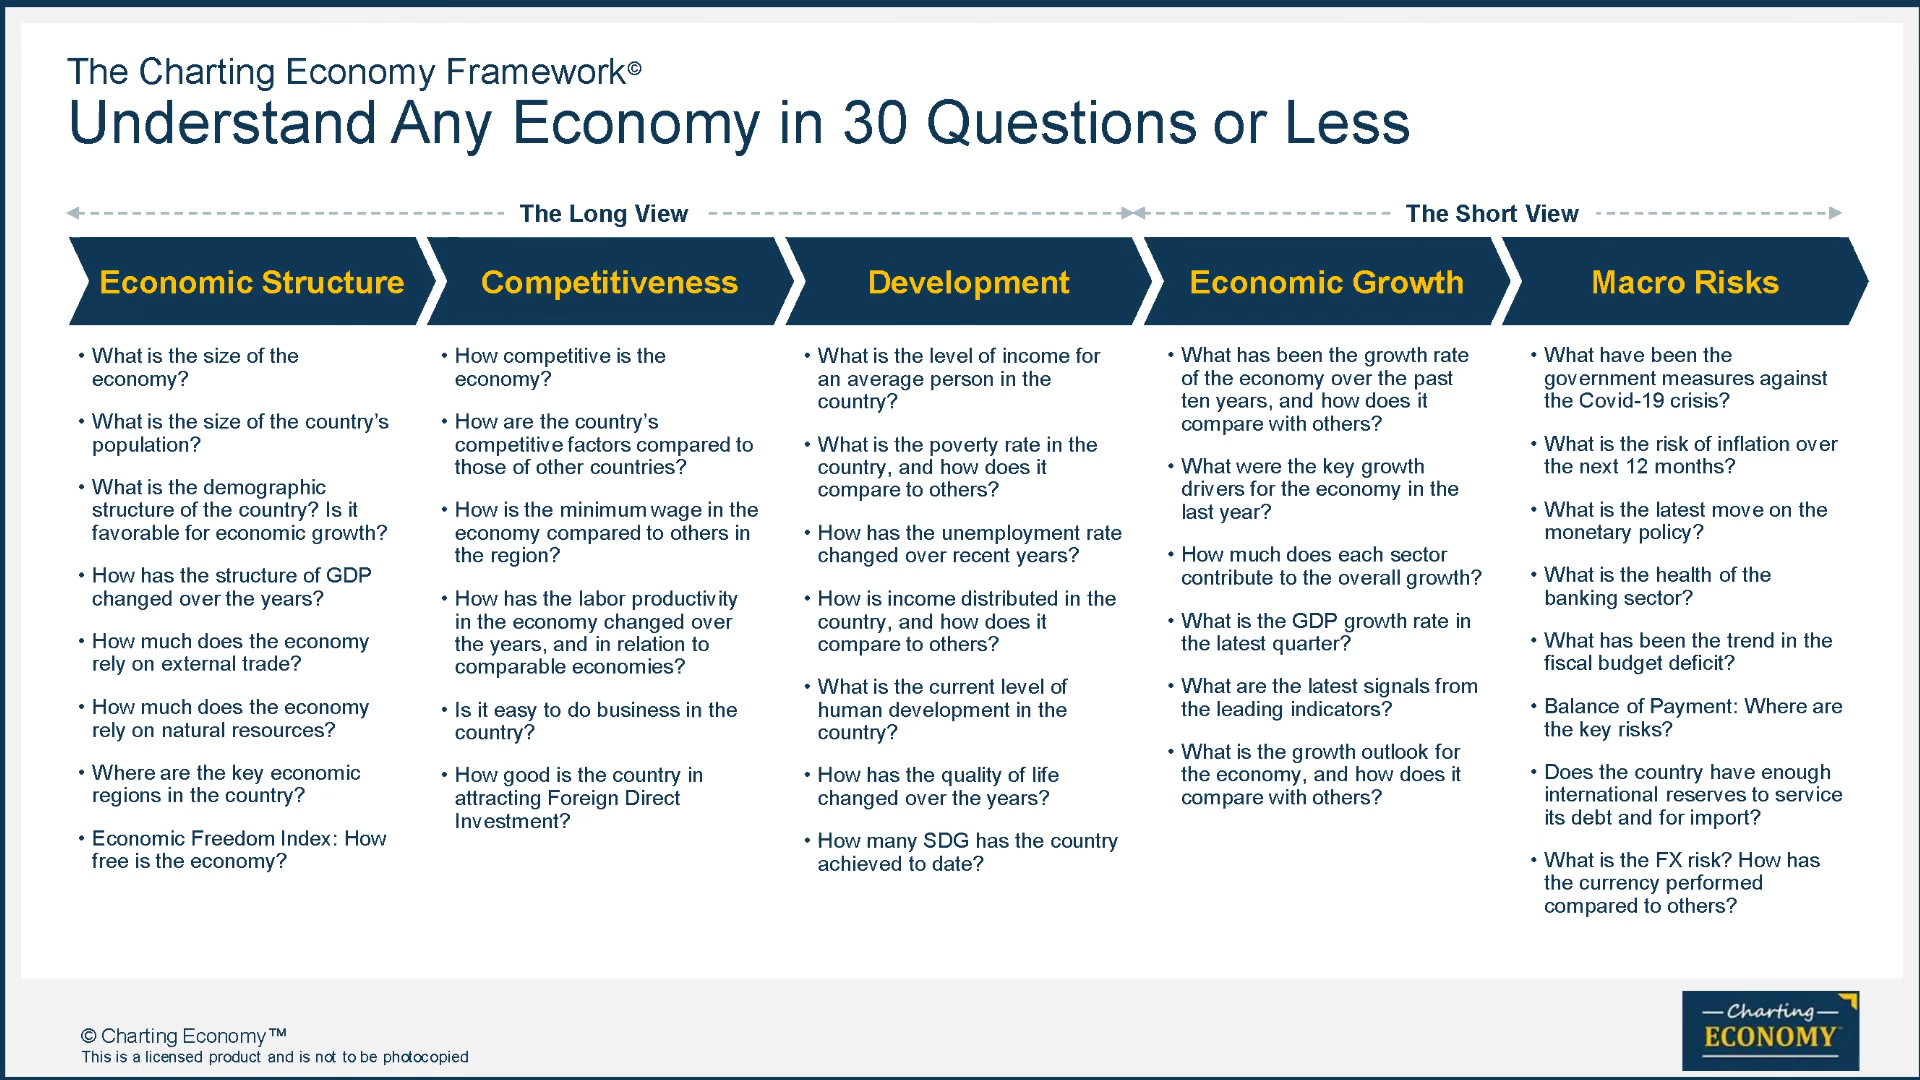 The Charting Economy Framework©
Understand Any Economy in 30 Questions or Less
The Long View
The Short View
Economic Structure
Competitiveness
Development
Economic Growth
Macro Risks
• What is the size of the
economy?
• What is the size of the country’s
population?
• What is the demographic
structure of the country? Is it
favorable for economic growth?
• How has the structure of GDP
changed over the years?
• How much does the economy
rely on external trade?
• How much does the economy
rely on natural resources?
• Where are the key economic
regions in the country?
• Economic Freedom Index: How
free is the economy?
• How competitive is the
economy?
• How are the country’s
competitive factors compared to
those of other countries?
• How is the minimum wage in the
economy compared to others in
the region?
• How has the labor productivity
in the economy changed over
the years, and in relation to
comparable economies?
• Is it easy to do business in the
country?
• How good is the country in
attracting Foreign Direct
Investment?
• What is the level of income for
an average person in the
country?
• What is the poverty rate in the
country, and how does it
compare to others?
• How has the unemployment rate
changed over recent years?
• How is income distributed in the
country, and how does it
compare to others?
• What is the current level of
human development in the
country?
• How has the quality of life
changed over the years?
• How many SDG has the country
achieved to date?
• What has been the growth rate
of the economy over the past
ten years, and how does it
compare with others?
• What were the key growth
drivers for the economy in the
last year?
• How much does each sector
contribute to the overall growth?
• What is the GDP growth rate in
the latest quarter?
• What are the latest signals from
the leading indicators?
• What is the growth outlook for
the economy, and how does it
compare with others?
• What have been the
government measures against
the Covid-19 crisis?
• What is the risk of inflation over
the next 12 months?
• What is the latest move on the
monetary policy?
• What is the health of the
banking sector?
• What has been the trend in the
fiscal budget deficit?
• Balance of Payment: Where are
the key risks?
• Does the country have enough
international reserves to service
its debt and for import?
• What is the FX risk? How has
the currency performed
compared to others?
© Charting Economy™
This is a licensed product and is not to be photocopied
Charting
ECONOMY